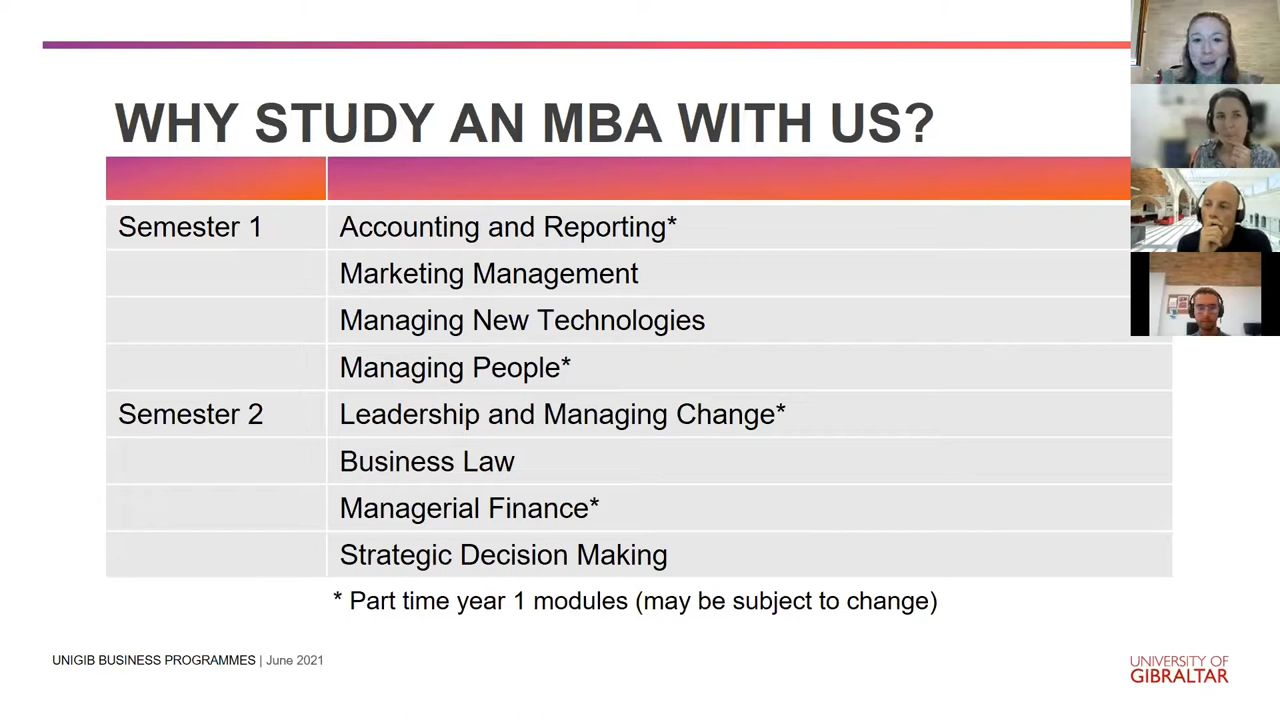 WHY STUDY AN MBA WITH US?
Semester 1
Accounting and Reporting*
Marketing Management
Managing New Technologies
Managing People*
Semester 2
Leadership and Managing Change*
Business Law
Managerial Finance*
Strategic Decision Making
* Part time year 1 modules (may be subject to change)
UNIGIB BUSINESS PROGRAMMES | June 2021
UNIVERSITY OF
GIBRALTAR